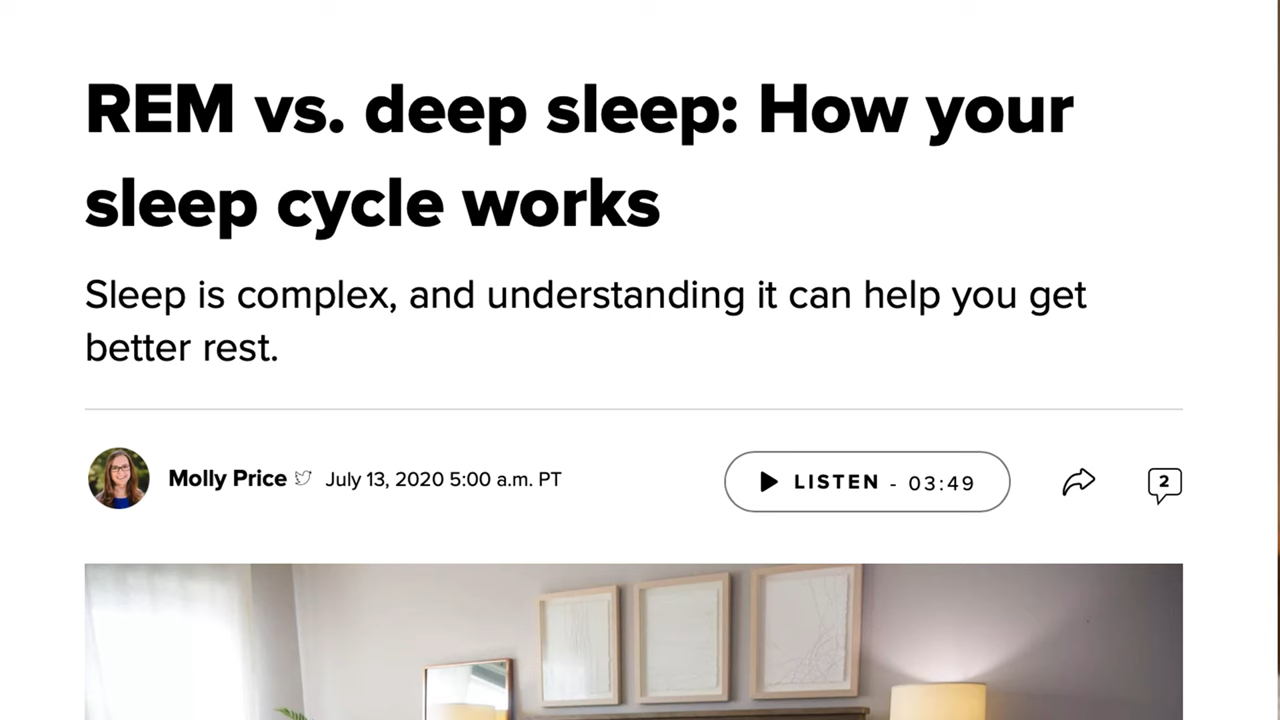 REM vs. deep sleep: How your
sleep cycle works
Sleep is complex, and understanding it can help you get
better rest.
Molly Price July 13, 2020 5:00 a.m. PT
LISTEN - 03:49
2